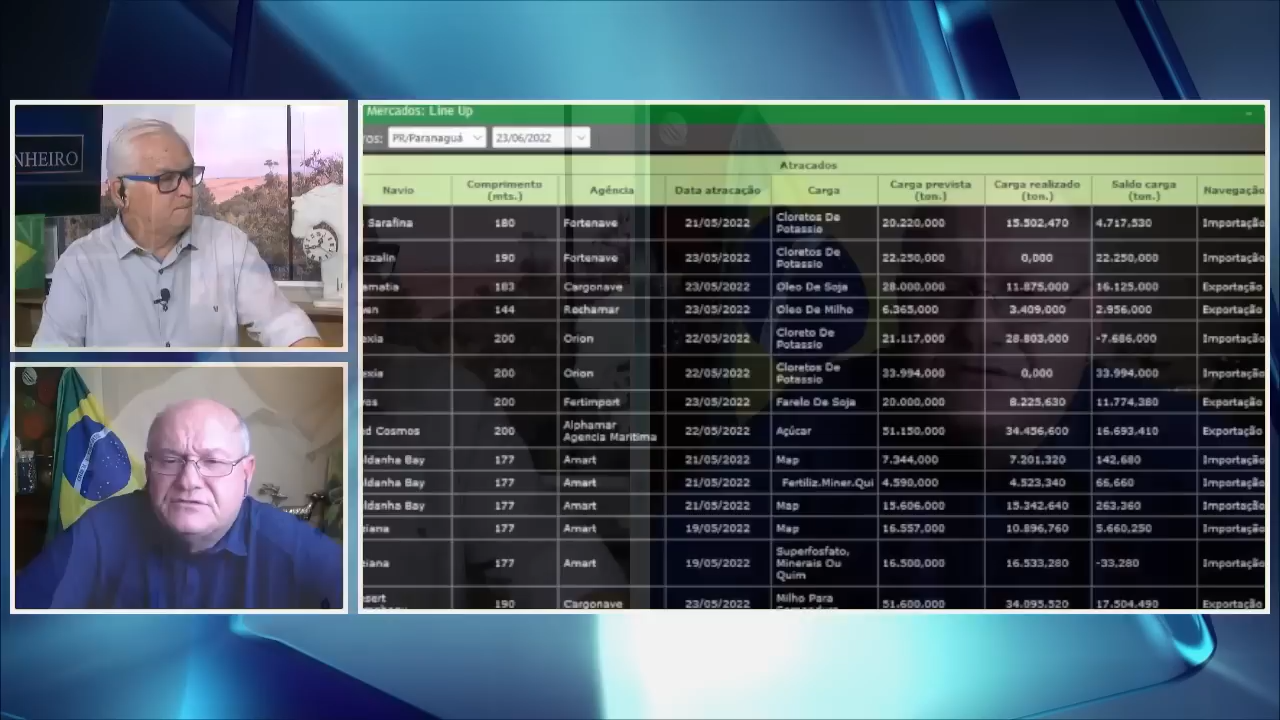 NHEIRO
Mercados: Line Up
ros: PR/Paranaguá 23/06/2022
Atracados
Navio Comprimento (mts.) Agência Data atracação Carga Carga prevista (ton.) Carga realizado (ton.) Saldo carga (ton.) Navegação
Sarafina 180 Fortenave 21/05/2022 Cloretos De Potassio 20.220,000 15.502,470 4.717,530 Importação
szalin 190 Fortenave 23/05/2022 Cloretos De Potassio 22.250,000 0,000 22.250,000 Importação
amatia 183 Cargonave 23/05/2022 Oleo De Soja 28.000,000 11.875,000 16.125,000 Exportação
en 144 Rochamar 23/05/2022 Oleo De Milho 6.365,000 3.409,000 2.956,000 Exportação
exia 200 Orion 22/05/2022 Cloreto De Potassio 21.117,000 28.803,000 -7.686,000 Importação
exia 200 Orion 22/05/2022 Cloretos De Potassio 33.994,000 0,000 33.994,000 Importação
ros 200 Fertimport 23/05/2022 Farelo De Soja 20.000,000 8.225,630 11.774,380 Exportação
d Cosmos 200 Alphamar Agencia Maritima 22/05/2022 Açúcar 51.150,000 34.456,600 16.693,410 Exportação
ldanha Bay 177 Amart 21/05/2022 Map 7.344,000 7.201,320 142,680 Importação
ldanha Bay 177 Amart 21/05/2022 Fertiliz.Miner.Qui 4.590,000 4.523,340 66,660 Importação
ldanha Bay 177 Amart 21/05/2022 Map 15.606,000 15.342,640 263,360 Importação
iana 177 Amart 19/05/2022 Map 16.557,000 10.896,760 5.660,250 Importação
iana 177 Amart 19/05/2022 Superfosfato, Minerais Ou Quim 16.500,000 16.533,280 -33,280 Importação
esert 190 Cargonave 23/05/2022 Milho Para 51.600,000 34.095,520 17.504,490 Exportação